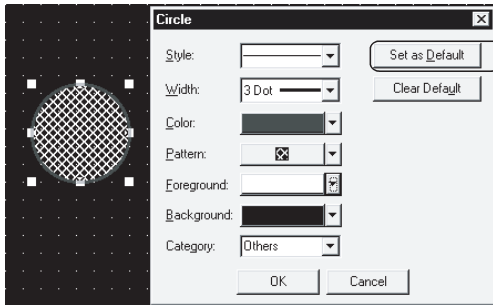 Circle
Style:
Set as Default
Width:
3 Dot
Clear Default
Color:
Pattern:
Foreground:
Background:
Category:
Others
OK
Cancel